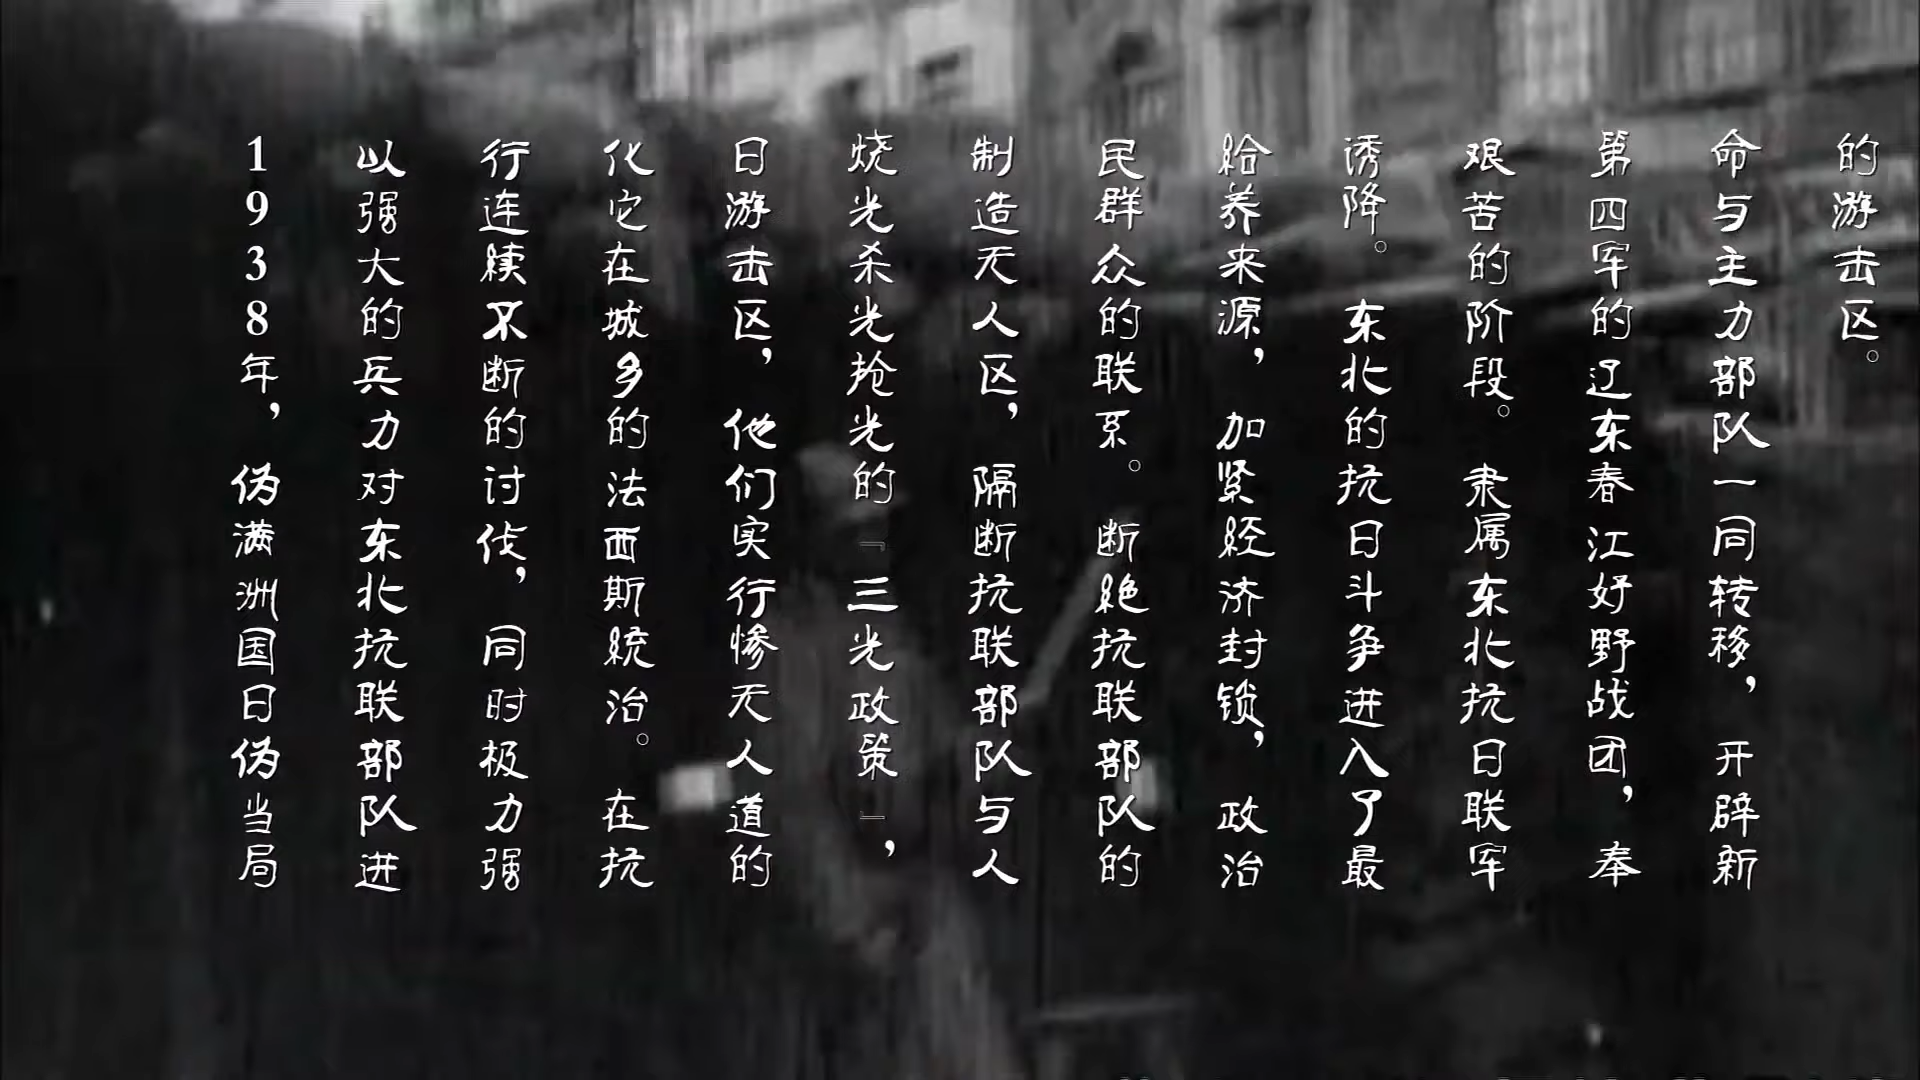 1938年，伪满洲国日伪当局
以强大的兵力对东北抗联部队进
行连续不断的讨伐，同时极力强
化它在城乡的法西斯统治。在抗
日游击区，他们实行惨无人道的
烧光杀光抢光的『三光政策』，
制造无人区，隔断抗联部队与人
民群众的联系。断绝抗联部队的
给养来源，加紧经济封锁，政治
诱降。东北的抗日斗争进入了最
艰苦的阶段。隶属东北抗日联军
第四军的辽东春江好野战团，奉
命与主力部队一同转移，开辟新
的游击区。